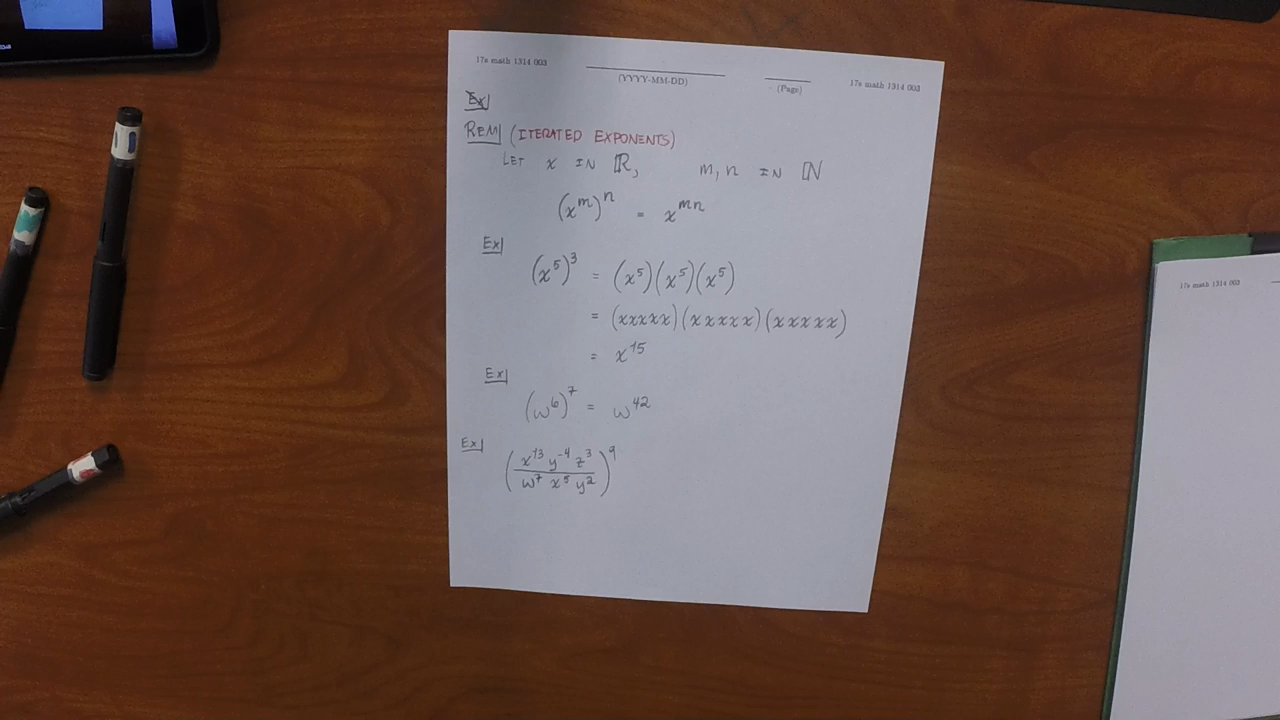 17s math 1314 003 (YYYY-MM-DD) (Page) 17s math 1314 003
Ex
REM (ITERATED EXPONENTS)
LET x IN ℝ, m, n IN ℕ
(x^m)^n = x^{mn}
Ex
(x^5)^3 = (x^5)(x^5)(x^5)
= (xxxxx)(xxxxx)(xxxxx)
= x^{15}
Ex
(w^6)^7 = w^{42}
Ex
(\frac{x^{13} y^{-4} z^3}{w^7 x^5 y^2})^9
17s math 1314 003